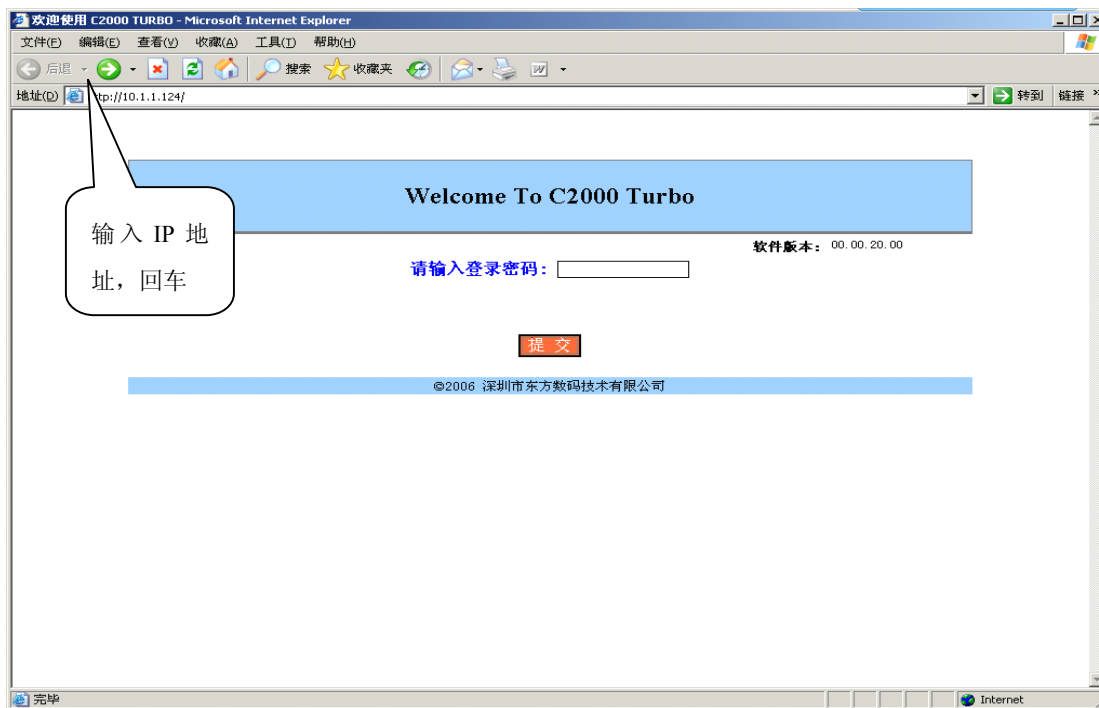 欢迎使用 C2000 TURBO - Microsoft Internet Explorer
文件(F) 编辑(E) 查看(V) 收藏(A) 工具(T) 帮助(H)
后退 搜索 收藏夹
地址(D) ttp://10.1.1.124/ 转到 链接 »
Welcome To C2000 Turbo
输入 IP 地
址，回车
软件版本： 00.00.20.00
请输入登录密码：
提 交
©2006 深圳市东方数码技术有限公司
完毕 Internet